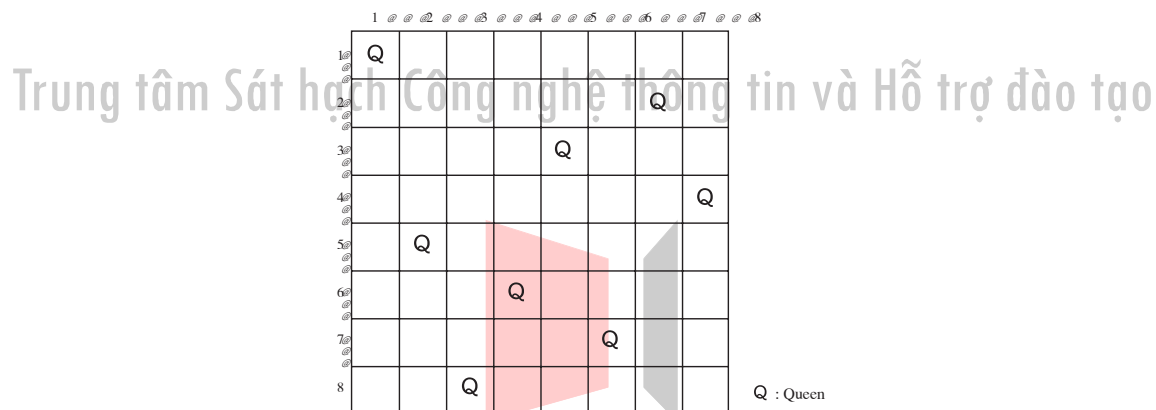 1 @ @ @2 @ @ @3 @ @ @4 @ @ @5 @ @ @6 @ @ @7 @ @ @8
1@ Q
@
Trung tâm Sát hạch Công nghệ thông tin và Hỗ trợ đào tạo
2@ Q
@
@
3@ Q
@
@
4@ Q
@
@
5@ Q
@
@
6@ Q
@
@
7@ Q
@
@
8 Q
Q : Queen